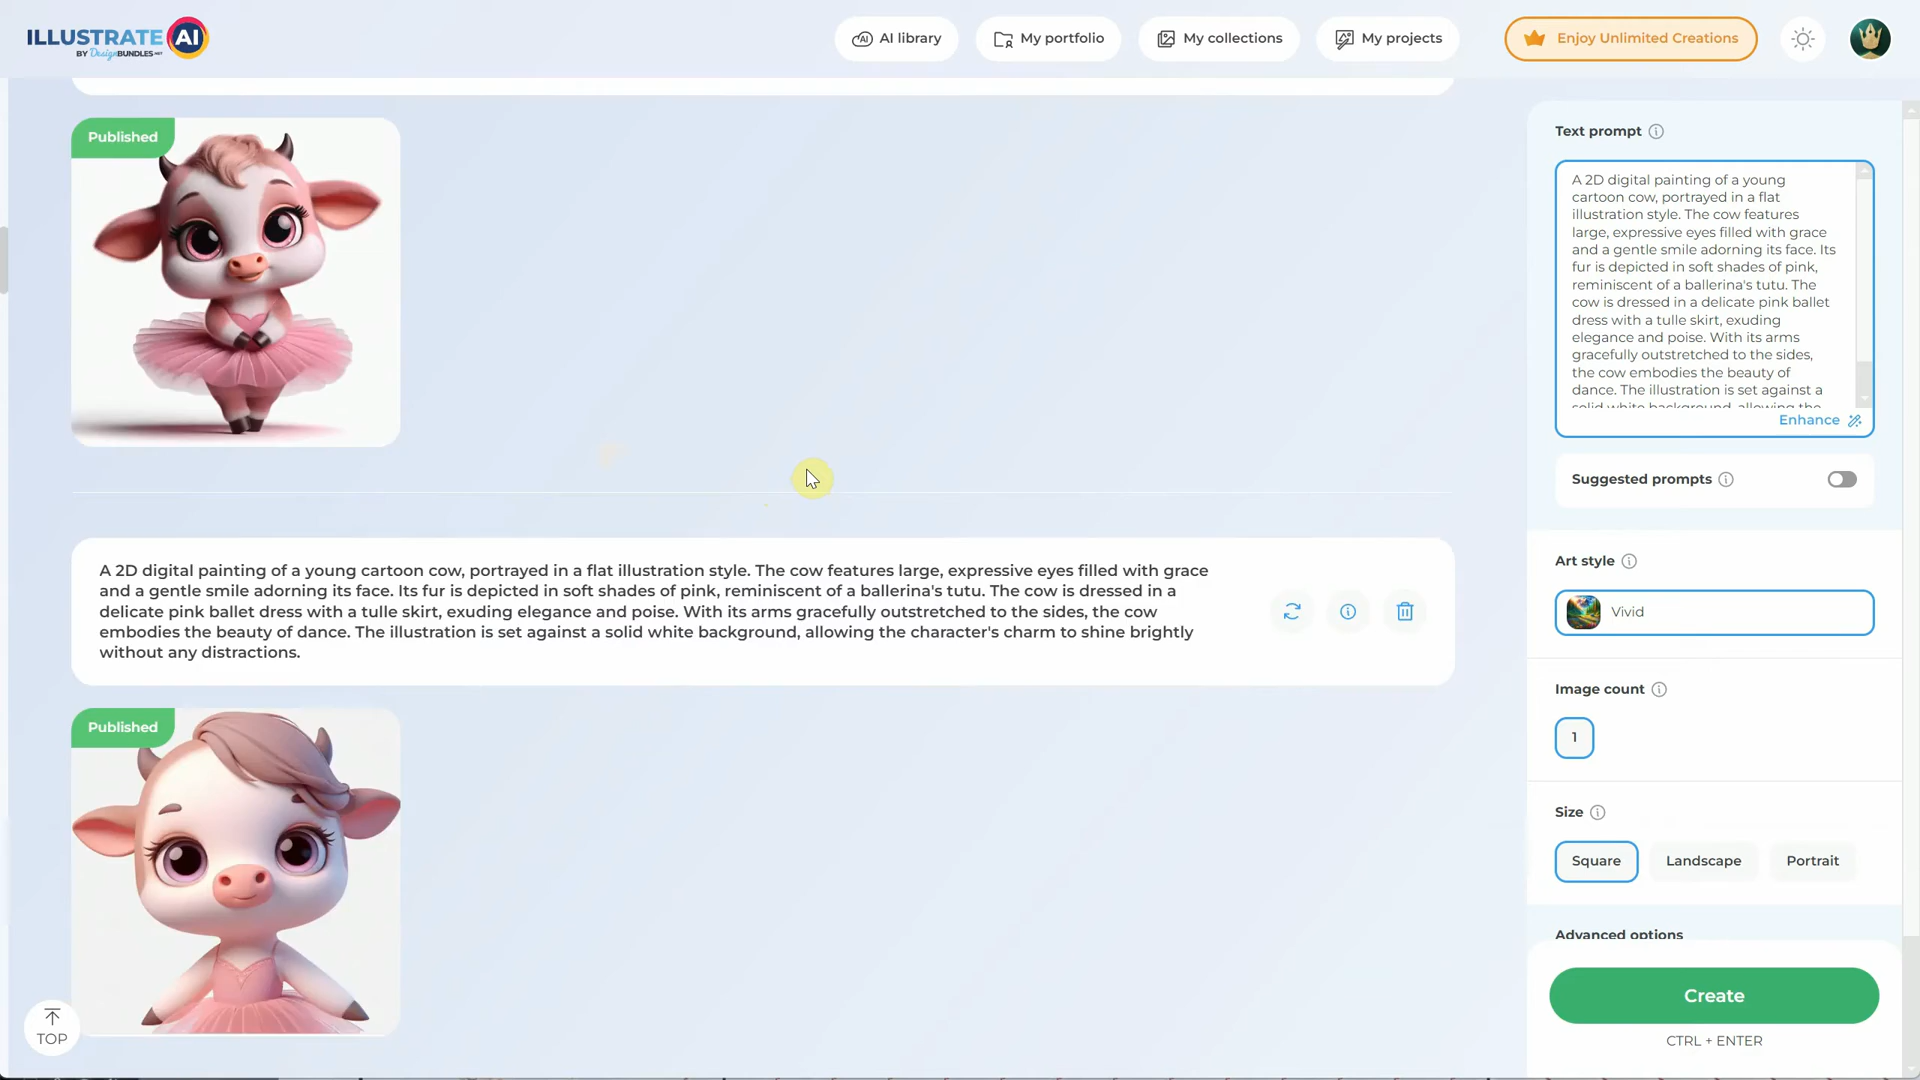 ILLUSTRATE AI
BY DesignBUNDLES.NET
AI library
My portfolio
My collections
My projects
Enjoy Unlimited Creations
Published
A 2D digital painting of a young cartoon cow, portrayed in a flat illustration style. The cow features large, expressive eyes filled with grace
and a gentle smile adorning its face. Its fur is depicted in soft shades of pink, reminiscent of a ballerina's tutu. The cow is dressed in a
delicate pink ballet dress with a tulle skirt, exuding elegance and poise. With its arms gracefully outstretched to the sides, the cow
embodies the beauty of dance. The illustration is set against a solid white background, allowing the character's charm to shine brightly
without any distractions.
Published
TOP
Text prompt
A 2D digital painting of a young
cartoon cow, portrayed in a flat
illustration style. The cow features
large, expressive eyes filled with grace
and a gentle smile adorning its face. Its
fur is depicted in soft shades of pink,
reminiscent of a ballerina's tutu. The
cow is dressed in a delicate pink ballet
dress with a tulle skirt, exuding
elegance and poise. With its arms
gracefully outstretched to the sides,
the cow embodies the beauty of
dance. The illustration is set against a
solid white background, allowing the
Enhance
Suggested prompts
Art style
Vivid
Image count
1
Size
Square
Landscape
Portrait
Advanced options
Create
CTRL + ENTER